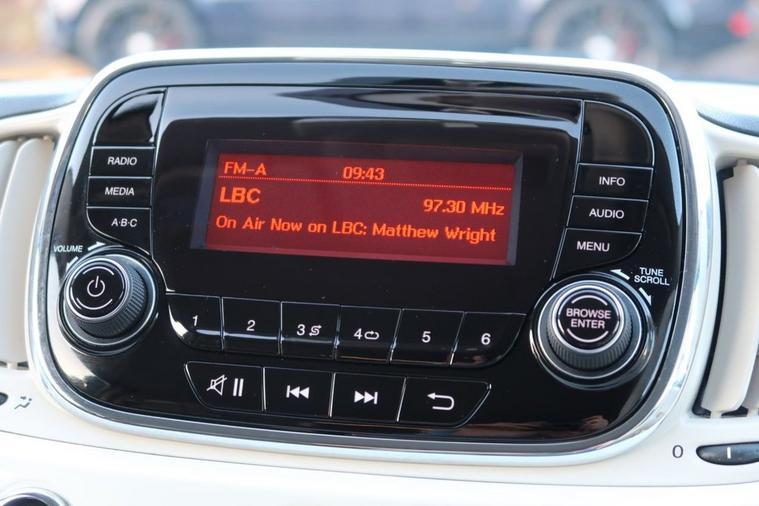 FM-A 09:43
LBC 97.30 MHz
On Air Now on LBC: Matthew Wright
RADIO
MEDIA
A·B·C
VOLUME
INFO
AUDIO
MENU
TUNE
SCROLL
BROWSE
ENTER
1 2 3 4 5 6
0 I